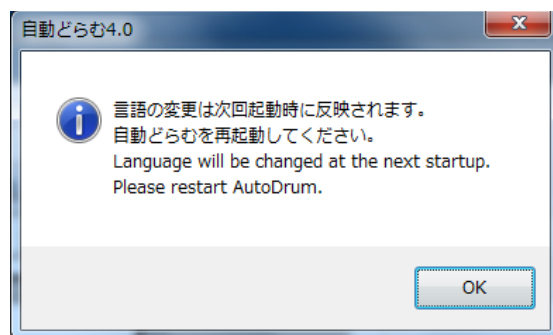 自動どらむ4.0
言語の変更は次回起動時に反映されます。
自動どらむを再起動してください。
Language will be changed at the next startup.
Please restart AutoDrum.
OK